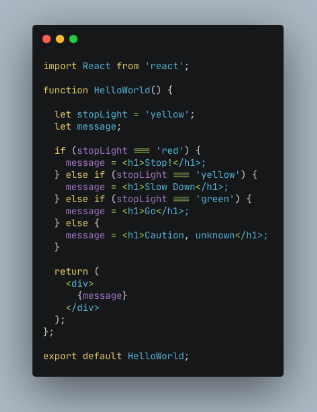 import React from 'react';
function HelloWorld() {
let stopLight = 'yellow';
let message;
if (stopLight === 'red') {
message = <h1>Stop!</h1>;
} else if (stopLight === 'yellow') {
message = <h1>Slow Down</h1>;
} else if (stopLight === 'green') {
message = <h1>Go</h1>;
} else {
message = <h1>Caution, unknown</h1>;
}
return (
<div>
{message}
</div>
);
};
export default HelloWorld;